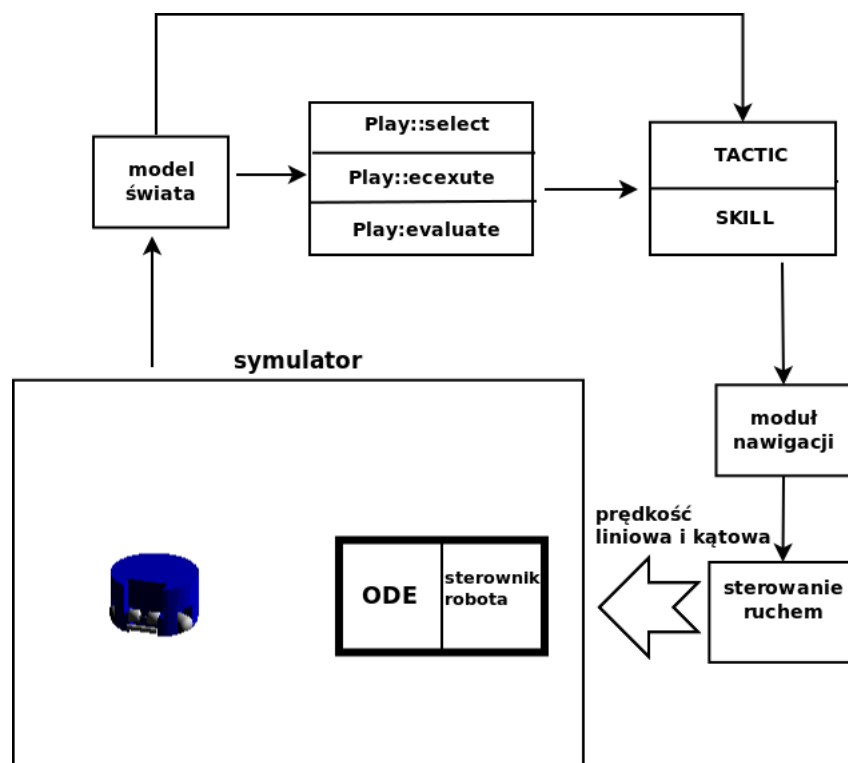 Play::select
model
świata
Play::ecexute
Play:evaluate
TACTIC
SKILL
symulator
moduł
nawigacji
prędkość
liniowa i kątowa
ODE
sterownik
robota
sterowanie
ruchem